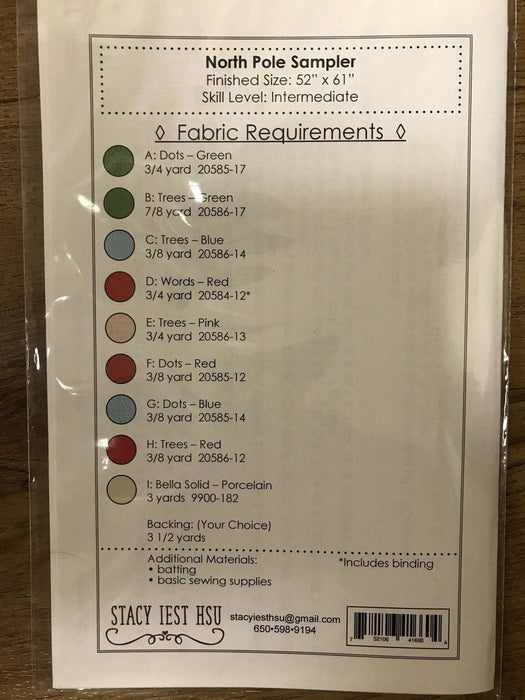 North Pole Sampler
Finished Size: 52" x 61"
Skill Level: Intermediate
◊ Fabric Requirements ◊
A: Dots – Green
3/4 yard 20585-17
B: Trees – Green
7/8 yard 20586-17
C: Trees – Blue
3/8 yard 20586-14
D: Words – Red
3/4 yard 20584-12*
E: Trees – Pink
3/4 yard 20586-13
F: Dots – Red
3/8 yard 20585-12
G: Dots – Blue
3/8 yard 20585-14
H: Trees – Red
3/8 yard 20586-12
I: Bella Solid – Porcelain
3 yards 9900-182
Backing: (Your Choice)
3 1/2 yards
Additional Materials:
• batting
• basic sewing supplies
*Includes binding
STACY IEST HSU
stacyiesthsu@gmail.com
650•598•9194
7 52106 41660 4